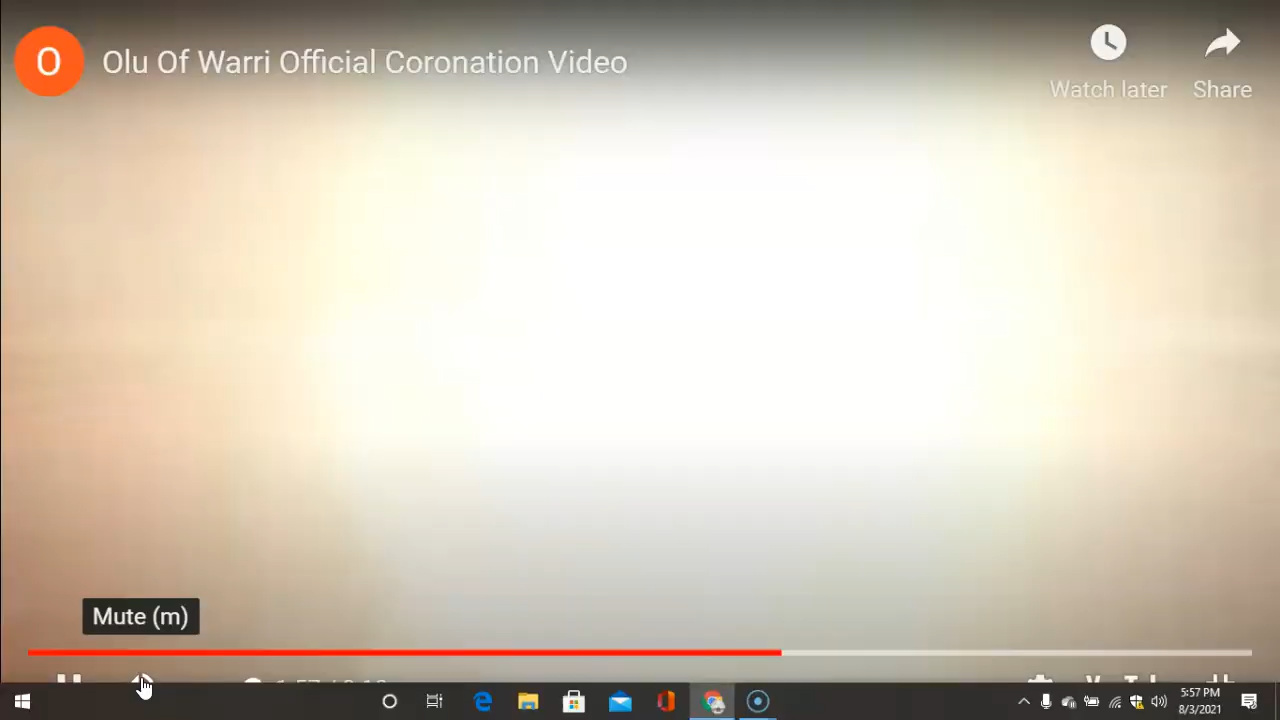 O
Olu Of Warri Official Coronation Video
Watch later
Share
Mute (m)
5:57 PM
8/3/2021